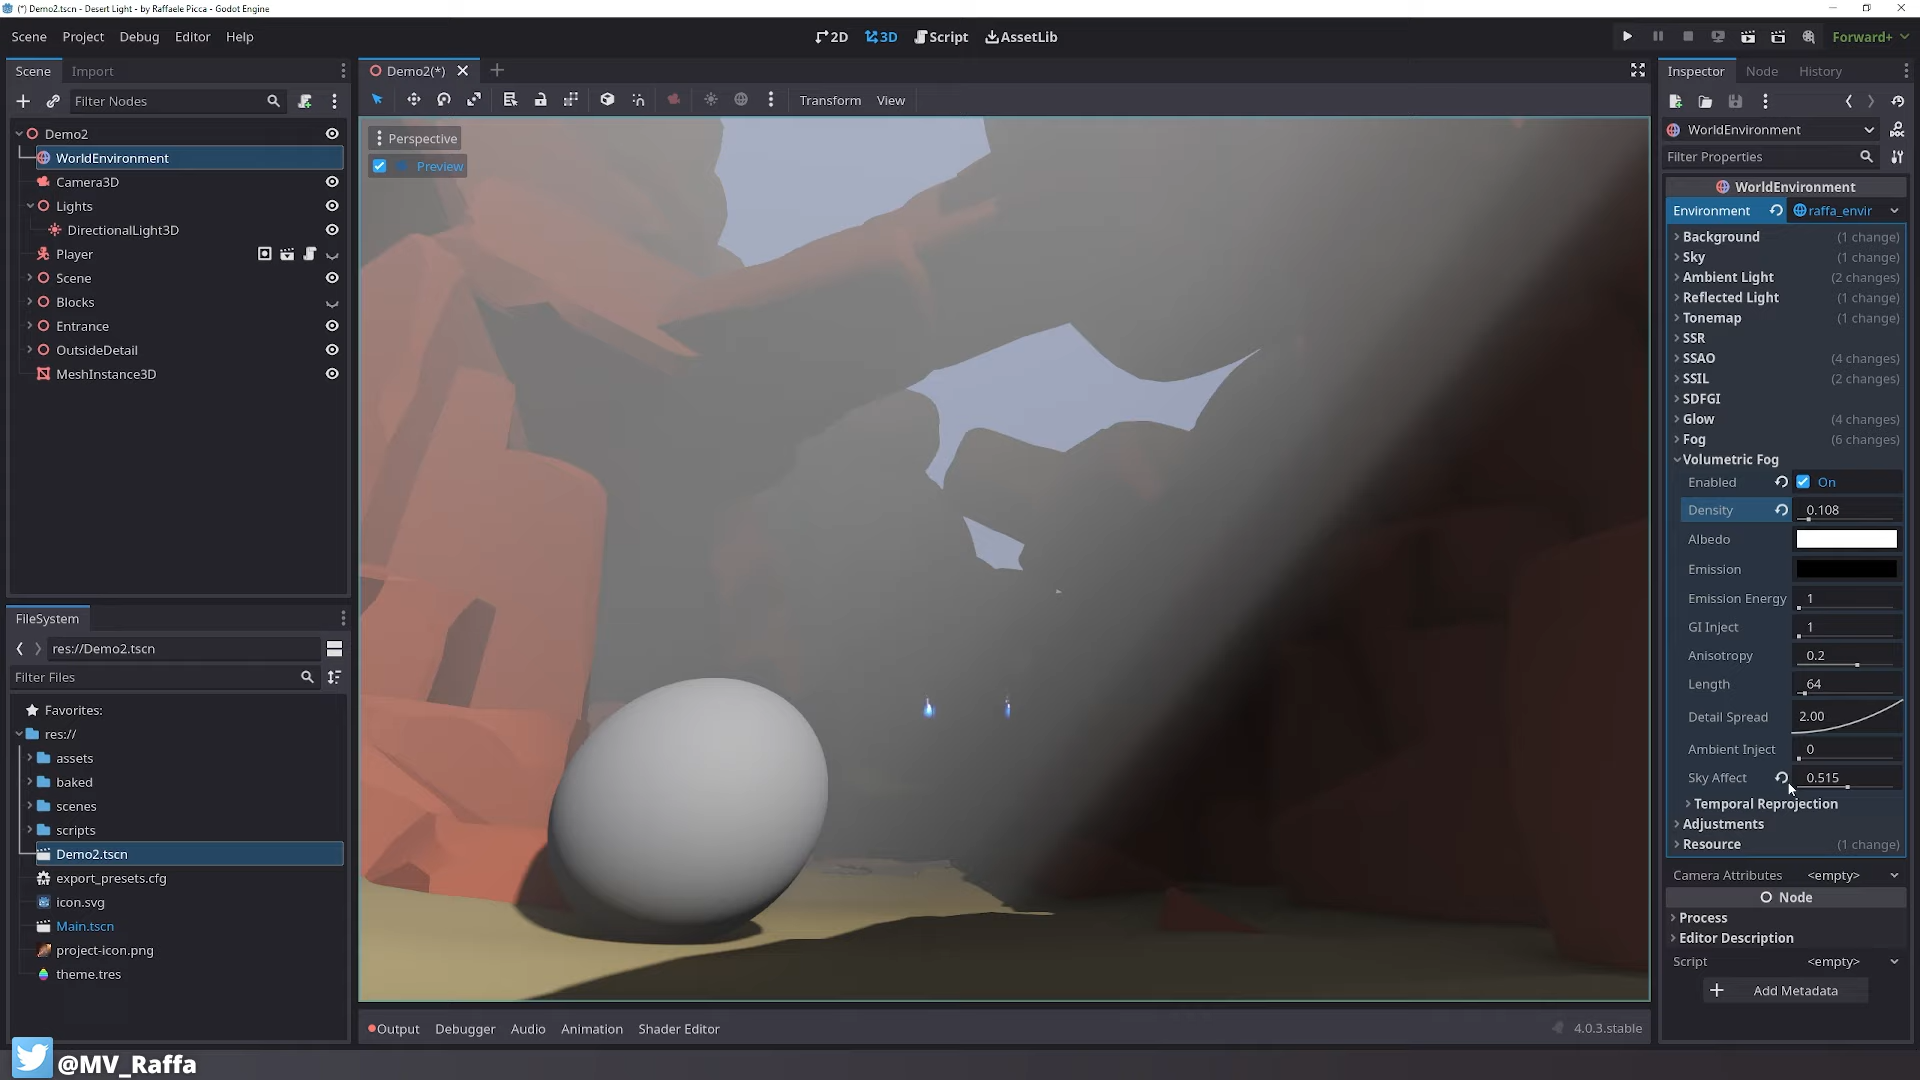 (*) Demo2.tscn - Desert Light - by Raffaele Picca - Godot Engine
Scene Project Debug Editor Help
2D 3D Script AssetLib
Forward+
Scene Import
Filter Nodes
Demo2
WorldEnvironment
Camera3D
Lights
DirectionalLight3D
Player
Scene
Blocks
Entrance
OutsideDetail
MeshInstance3D
FileSystem
res://Demo2.tscn
Filter Files
Favorites:
res://
assets
baked
scenes
scripts
Demo2.tscn
export_presets.cfg
icon.svg
Main.tscn
project-icon.png
theme.tres
@MV_Raffa
Demo2(*)
Transform View
Perspective
Preview
Output Debugger Audio Animation Shader Editor
4.0.3.stable
Inspector Node History
WorldEnvironment
Filter Properties
WorldEnvironment
Environment raffa_envir
Background (1 change)
Sky (1 change)
Ambient Light (2 changes)
Reflected Light (1 change)
Tonemap (1 change)
SSR
SSAO (4 changes)
SSIL (2 changes)
SDFGI
Glow (4 changes)
Fog (6 changes)
Volumetric Fog
Enabled On
Density 0.108
Albedo
Emission
Emission Energy 1
GI Inject 1
Anisotropy 0.2
Length 64
Detail Spread 2.00
Ambient Inject 0
Sky Affect 0.515
Temporal Reprojection
Adjustments
Resource (1 change)
Camera Attributes <empty>
Node
Process
Editor Description
Script <empty>
Add Metadata